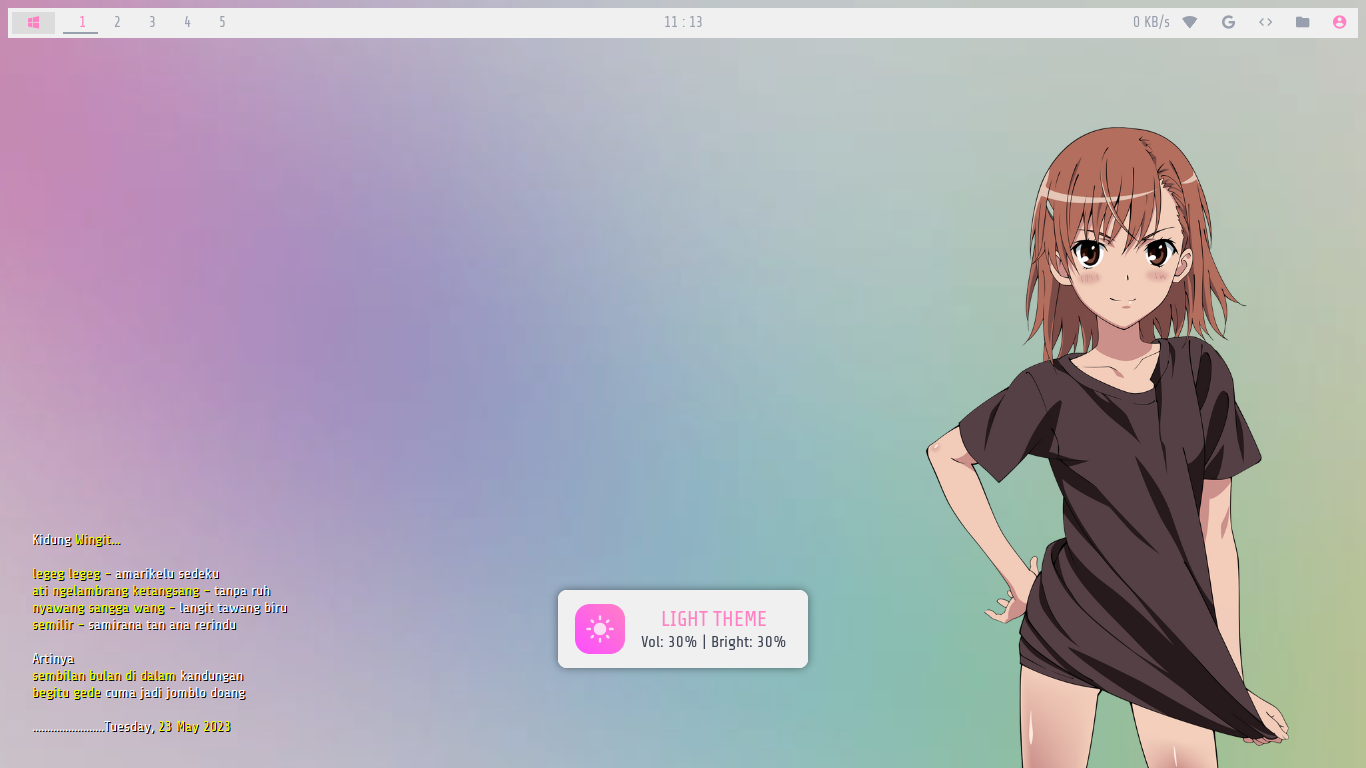 1 2 3 4 5 11 : 13 0 KB/s
Kidung Wingit...
legeg legeg - amarikelu sedeku
ati ngelambrang ketangsang - tanpa ruh
nyawang sangga wang - langit tawang biru
semilir - samirana tan ana rerindu
Artinya
sembilan bulan di dalam kandungan
begitu gede cuma jadi jomblo doang
........................Tuesday, 23 May 2023
LIGHT THEME
Vol: 30% | Bright: 30%